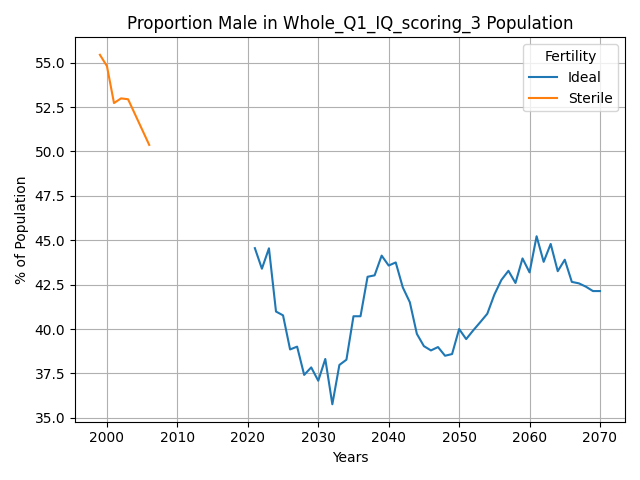 Proportion Male in Whole_Q1_IQ_scoring_3 Population
Fertility
Ideal
Sterile
% of Population
55.0
52.5
50.0
47.5
45.0
42.5
40.0
37.5
35.0
2000
2010
2020
2030
2040
2050
2060
2070
Years